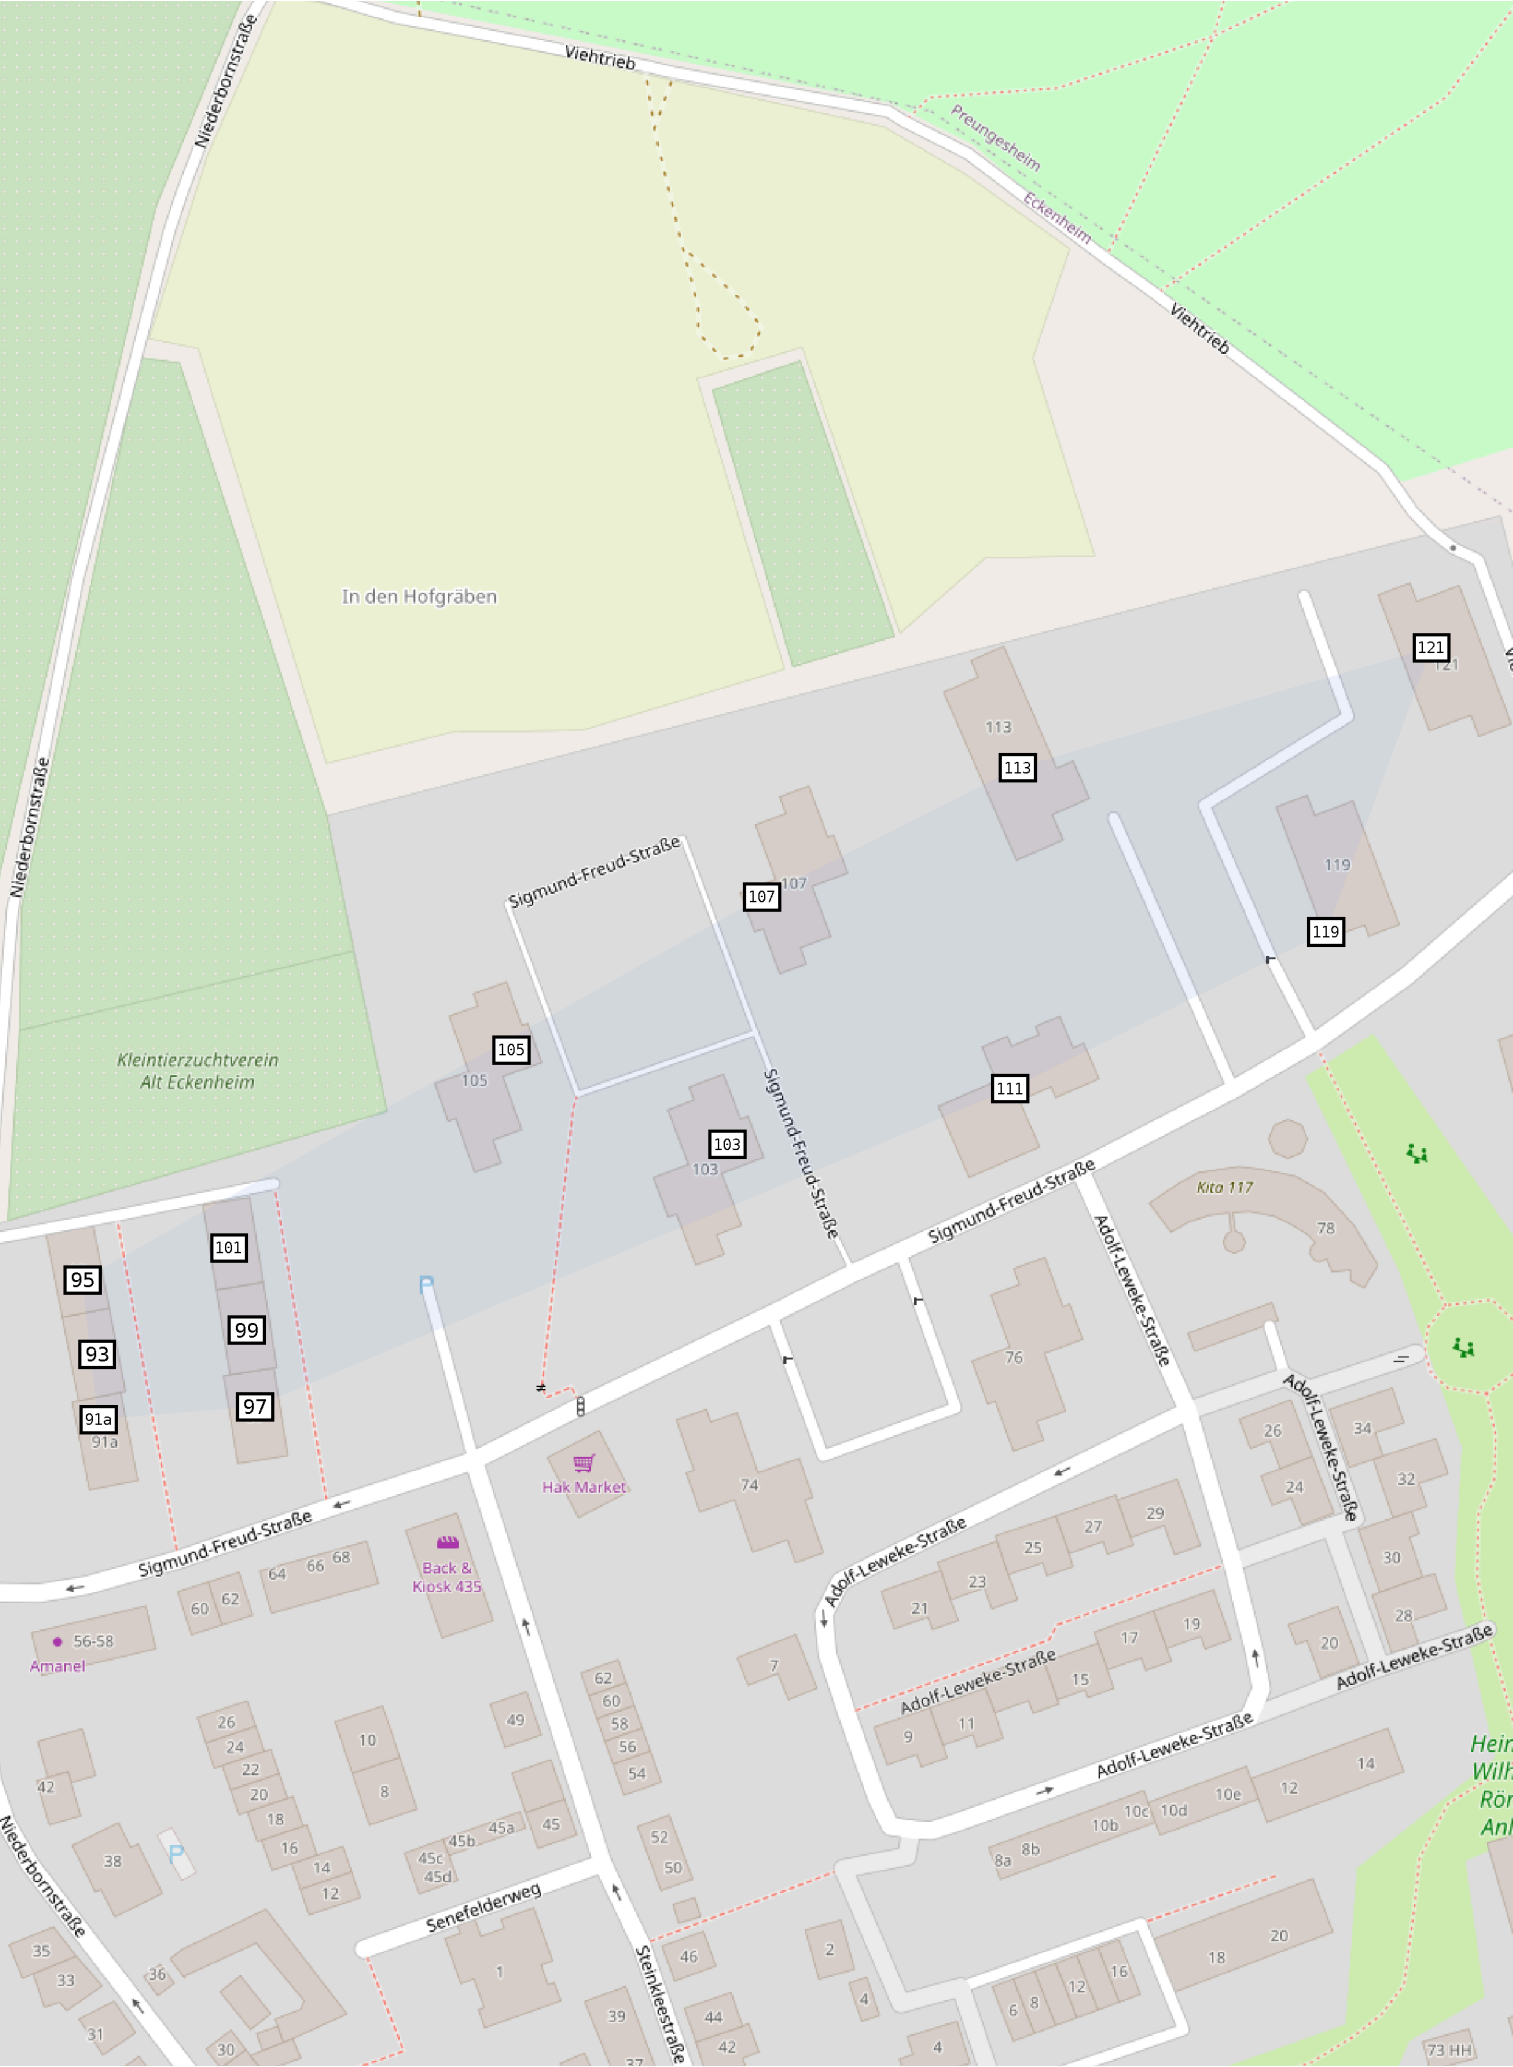 Niederbornstraße
Viehtrieb
Preungesheim
Eckenheim
Viehtrieb
In den Hofgräben
121
121
113
113
Niederbornstraße
Sigmund-Freud-Straße
107
107
119
119
105
105
Kleintierzuchtverein
Alt Eckenheim
Sigmund-Freud-Straße
111
103
103
Sigmund-Freud-Straße
Kita 117
78
Adolf-Leweke-Straße
101
95
P
99
93
76
97
91a
91a
Adolf-Leweke-Straße
26
34
24
32
Hak Market
74
Sigmund-Freud-Straße
Back &
Kiosk 435
Adolf-Leweke-Straße
29
27
25
23
21
30
28
64
66
68
60
62
56-58
Amanel
7
19
17
15
11
9
Adolf-Leweke-Straße
20
Adolf-Leweke-Straße
Adolf-Leweke-Straße
62
60
58
56
54
49
10
8
26
24
22
20
18
16
14
12
42
38
P
45
45a
45b
45c
45d
52
50
14
12
10e
10d
10c
10b
8b
8a
Hein
Wilh
Rön
Anl
Niederbornstraße
Senefelderweg
Steinkleestraße
35
33
36
31
30
1
39
37
46
44
42
2
4
4
6
8
12
16
18
20
73 HH